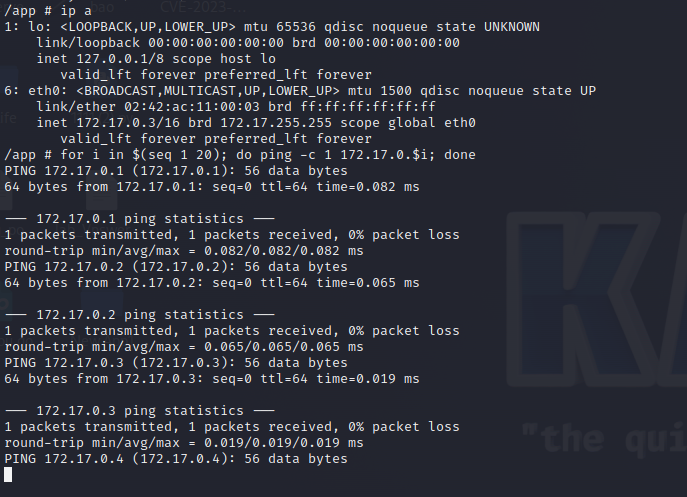 CVE-2023-
/app # ip a
1: lo: <LOOPBACK,UP,LOWER_UP> mtu 65536 qdisc noqueue state UNKNOWN
    link/loopback 00:00:00:00:00:00 brd 00:00:00:00:00:00
    inet 127.0.0.1/8 scope host lo
       valid_lft forever preferred_lft forever
6: eth0: <BROADCAST,MULTICAST,UP,LOWER_UP> mtu 1500 qdisc noqueue state UP
    link/ether 02:42:ac:11:00:03 brd ff:ff:ff:ff:ff:ff
    inet 172.17.0.3/16 brd 172.17.255.255 scope global eth0
       valid_lft forever preferred_lft forever
/app # for i in $(seq 1 20); do ping -c 1 172.17.0.$i; done
PING 172.17.0.1 (172.17.0.1): 56 data bytes
64 bytes from 172.17.0.1: seq=0 ttl=64 time=0.082 ms

--- 172.17.0.1 ping statistics ---
1 packets transmitted, 1 packets received, 0% packet loss
round-trip min/avg/max = 0.082/0.082/0.082 ms
PING 172.17.0.2 (172.17.0.2): 56 data bytes
64 bytes from 172.17.0.2: seq=0 ttl=64 time=0.065 ms

--- 172.17.0.2 ping statistics ---
1 packets transmitted, 1 packets received, 0% packet loss
round-trip min/avg/max = 0.065/0.065/0.065 ms
PING 172.17.0.3 (172.17.0.3): 56 data bytes
64 bytes from 172.17.0.3: seq=0 ttl=64 time=0.019 ms

--- 172.17.0.3 ping statistics ---
1 packets transmitted, 1 packets received, 0% packet loss
round-trip min/avg/max = 0.019/0.019/0.019 ms
PING 172.17.0.4 (172.17.0.4): 56 data bytes
KA
"the qui